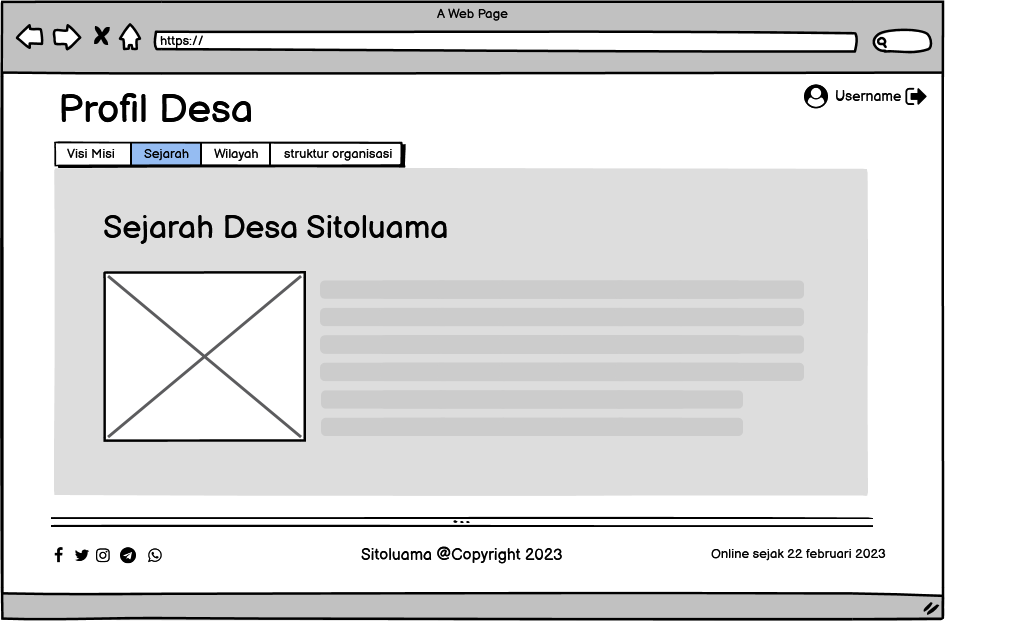 A Web Page
https://
Profil Desa
Username
Visi Misi Sejarah Wilayah struktur organisasi
Sejarah Desa Sitoluama
Sitoluama @Copyright 2023
Online sejak 22 februari 2023